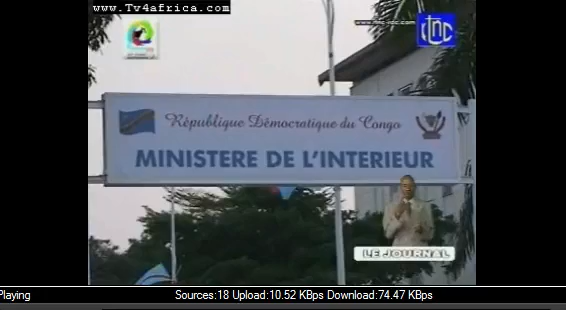 www.Tv4africa.com
www.rtnc-rdc.com
rtnc
République Démocratique du Congo
MINISTERE DE L'INTERIEUR
LE JOURNAL
Playing
Sources:18 Upload:10.52 KBps Download:74.47 KBps